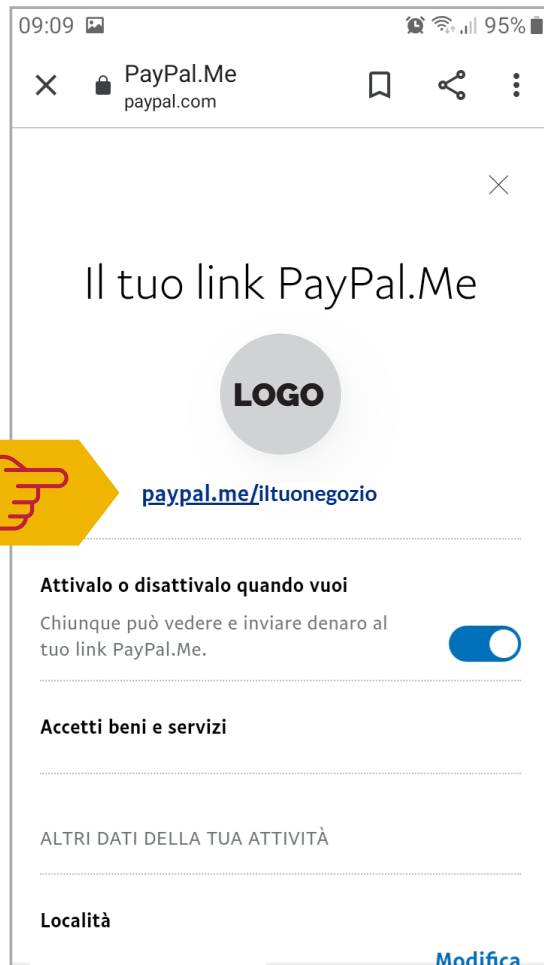 09:09 95%
PayPal.Me
paypal.com
Il tuo link PayPal.Me
LOGO
paypal.me/iltuonegozio
Attivalo o disattivalo quando vuoi
Chiunque può vedere e inviare denaro al
tuo link PayPal.Me.
Accetti beni e servizi
ALTRI DATI DELLA TUA ATTIVITÀ
Località
Modifica